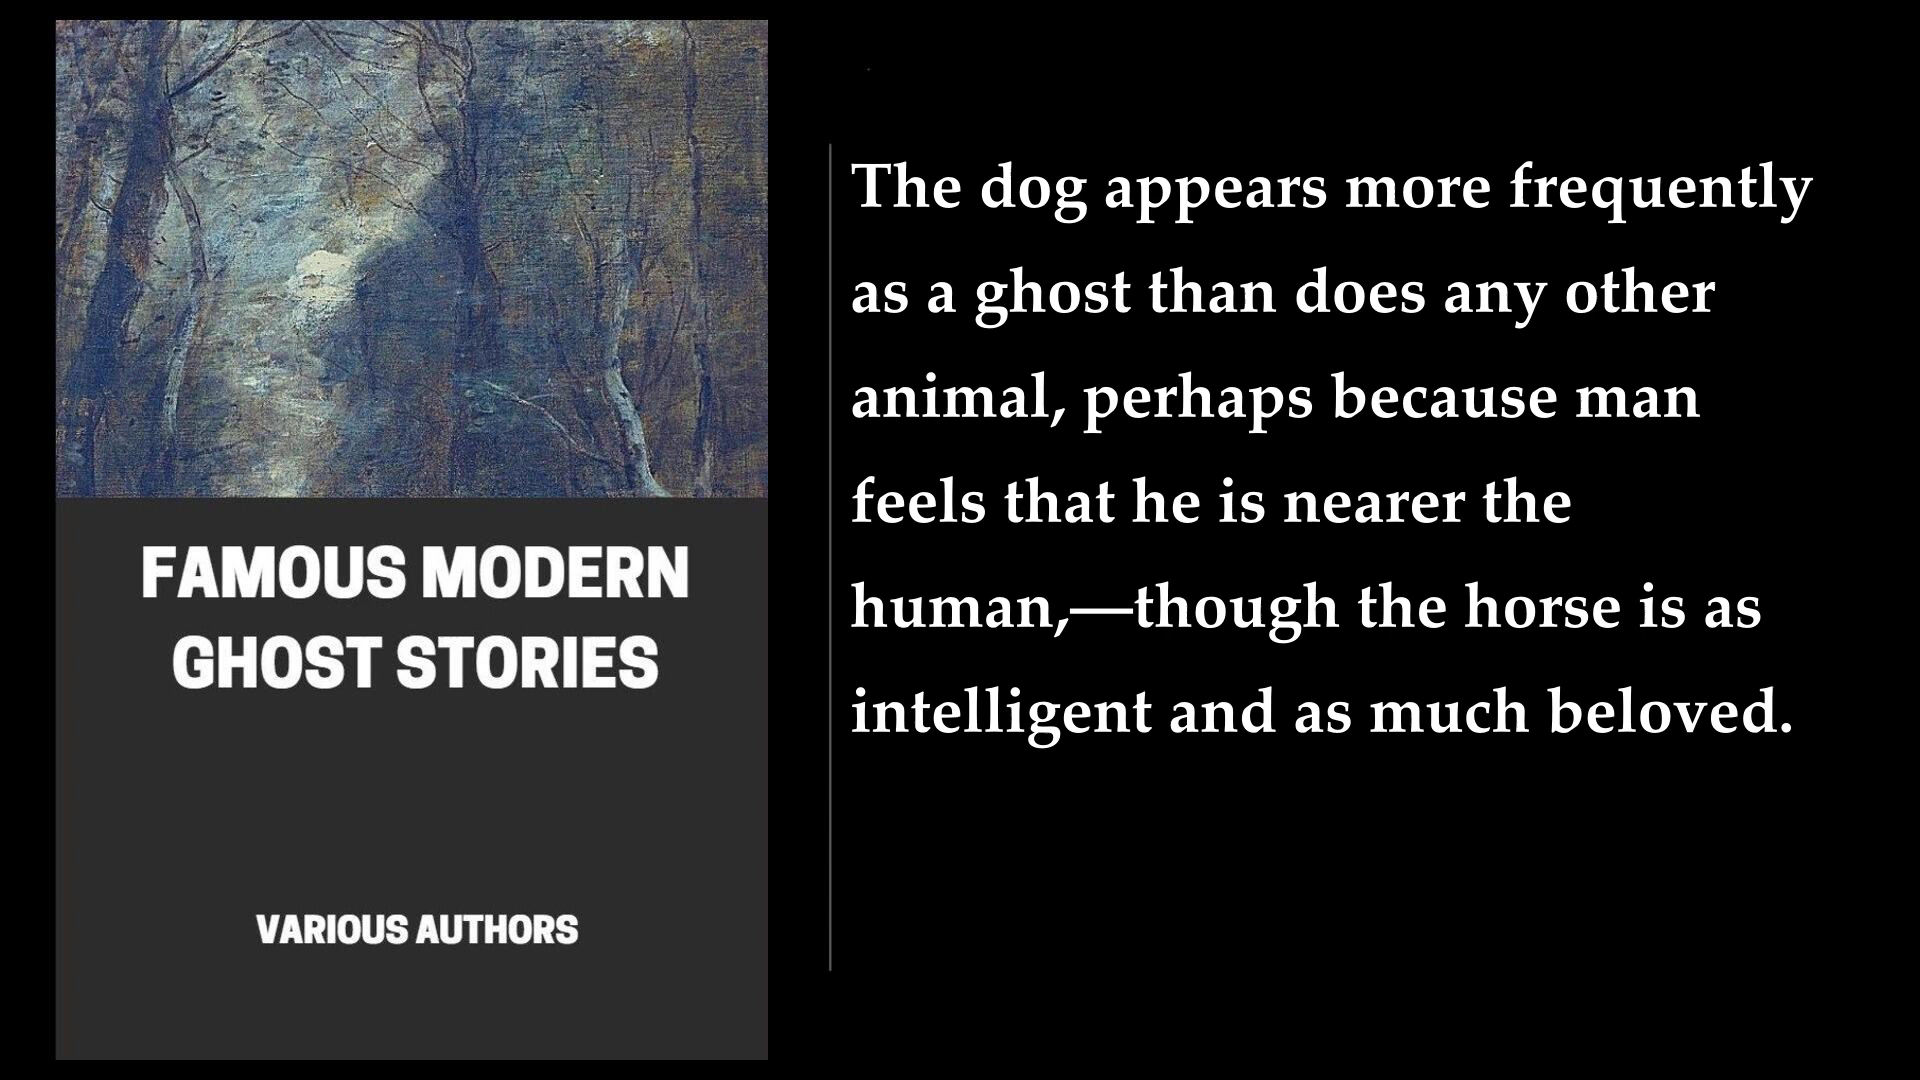 FAMOUS MODERN
GHOST STORIES
VARIOUS AUTHORS
The dog appears more frequently
as a ghost than does any other
animal, perhaps because man
feels that he is nearer the
human,—though the horse is as
intelligent and as much beloved.